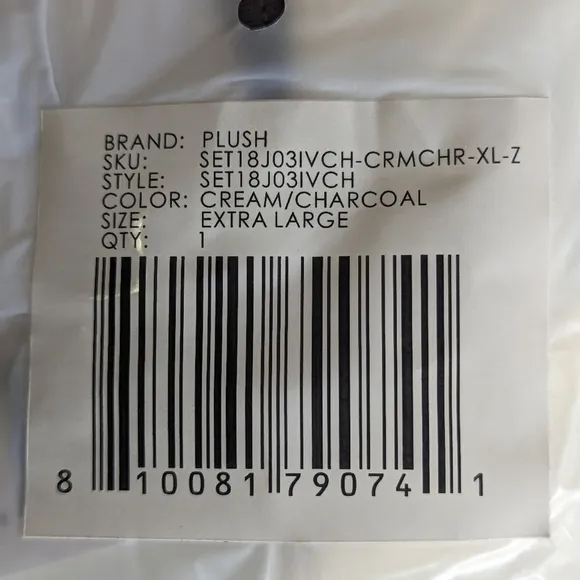 BRAND: PLUSH
SKU: SET18J03IVCH-CRMCHR-XL-Z
STYLE: SET18J03IVCH
COLOR: CREAM/CHARCOAL
SIZE: EXTRA LARGE
QTY: 1
8 10081 79074 1